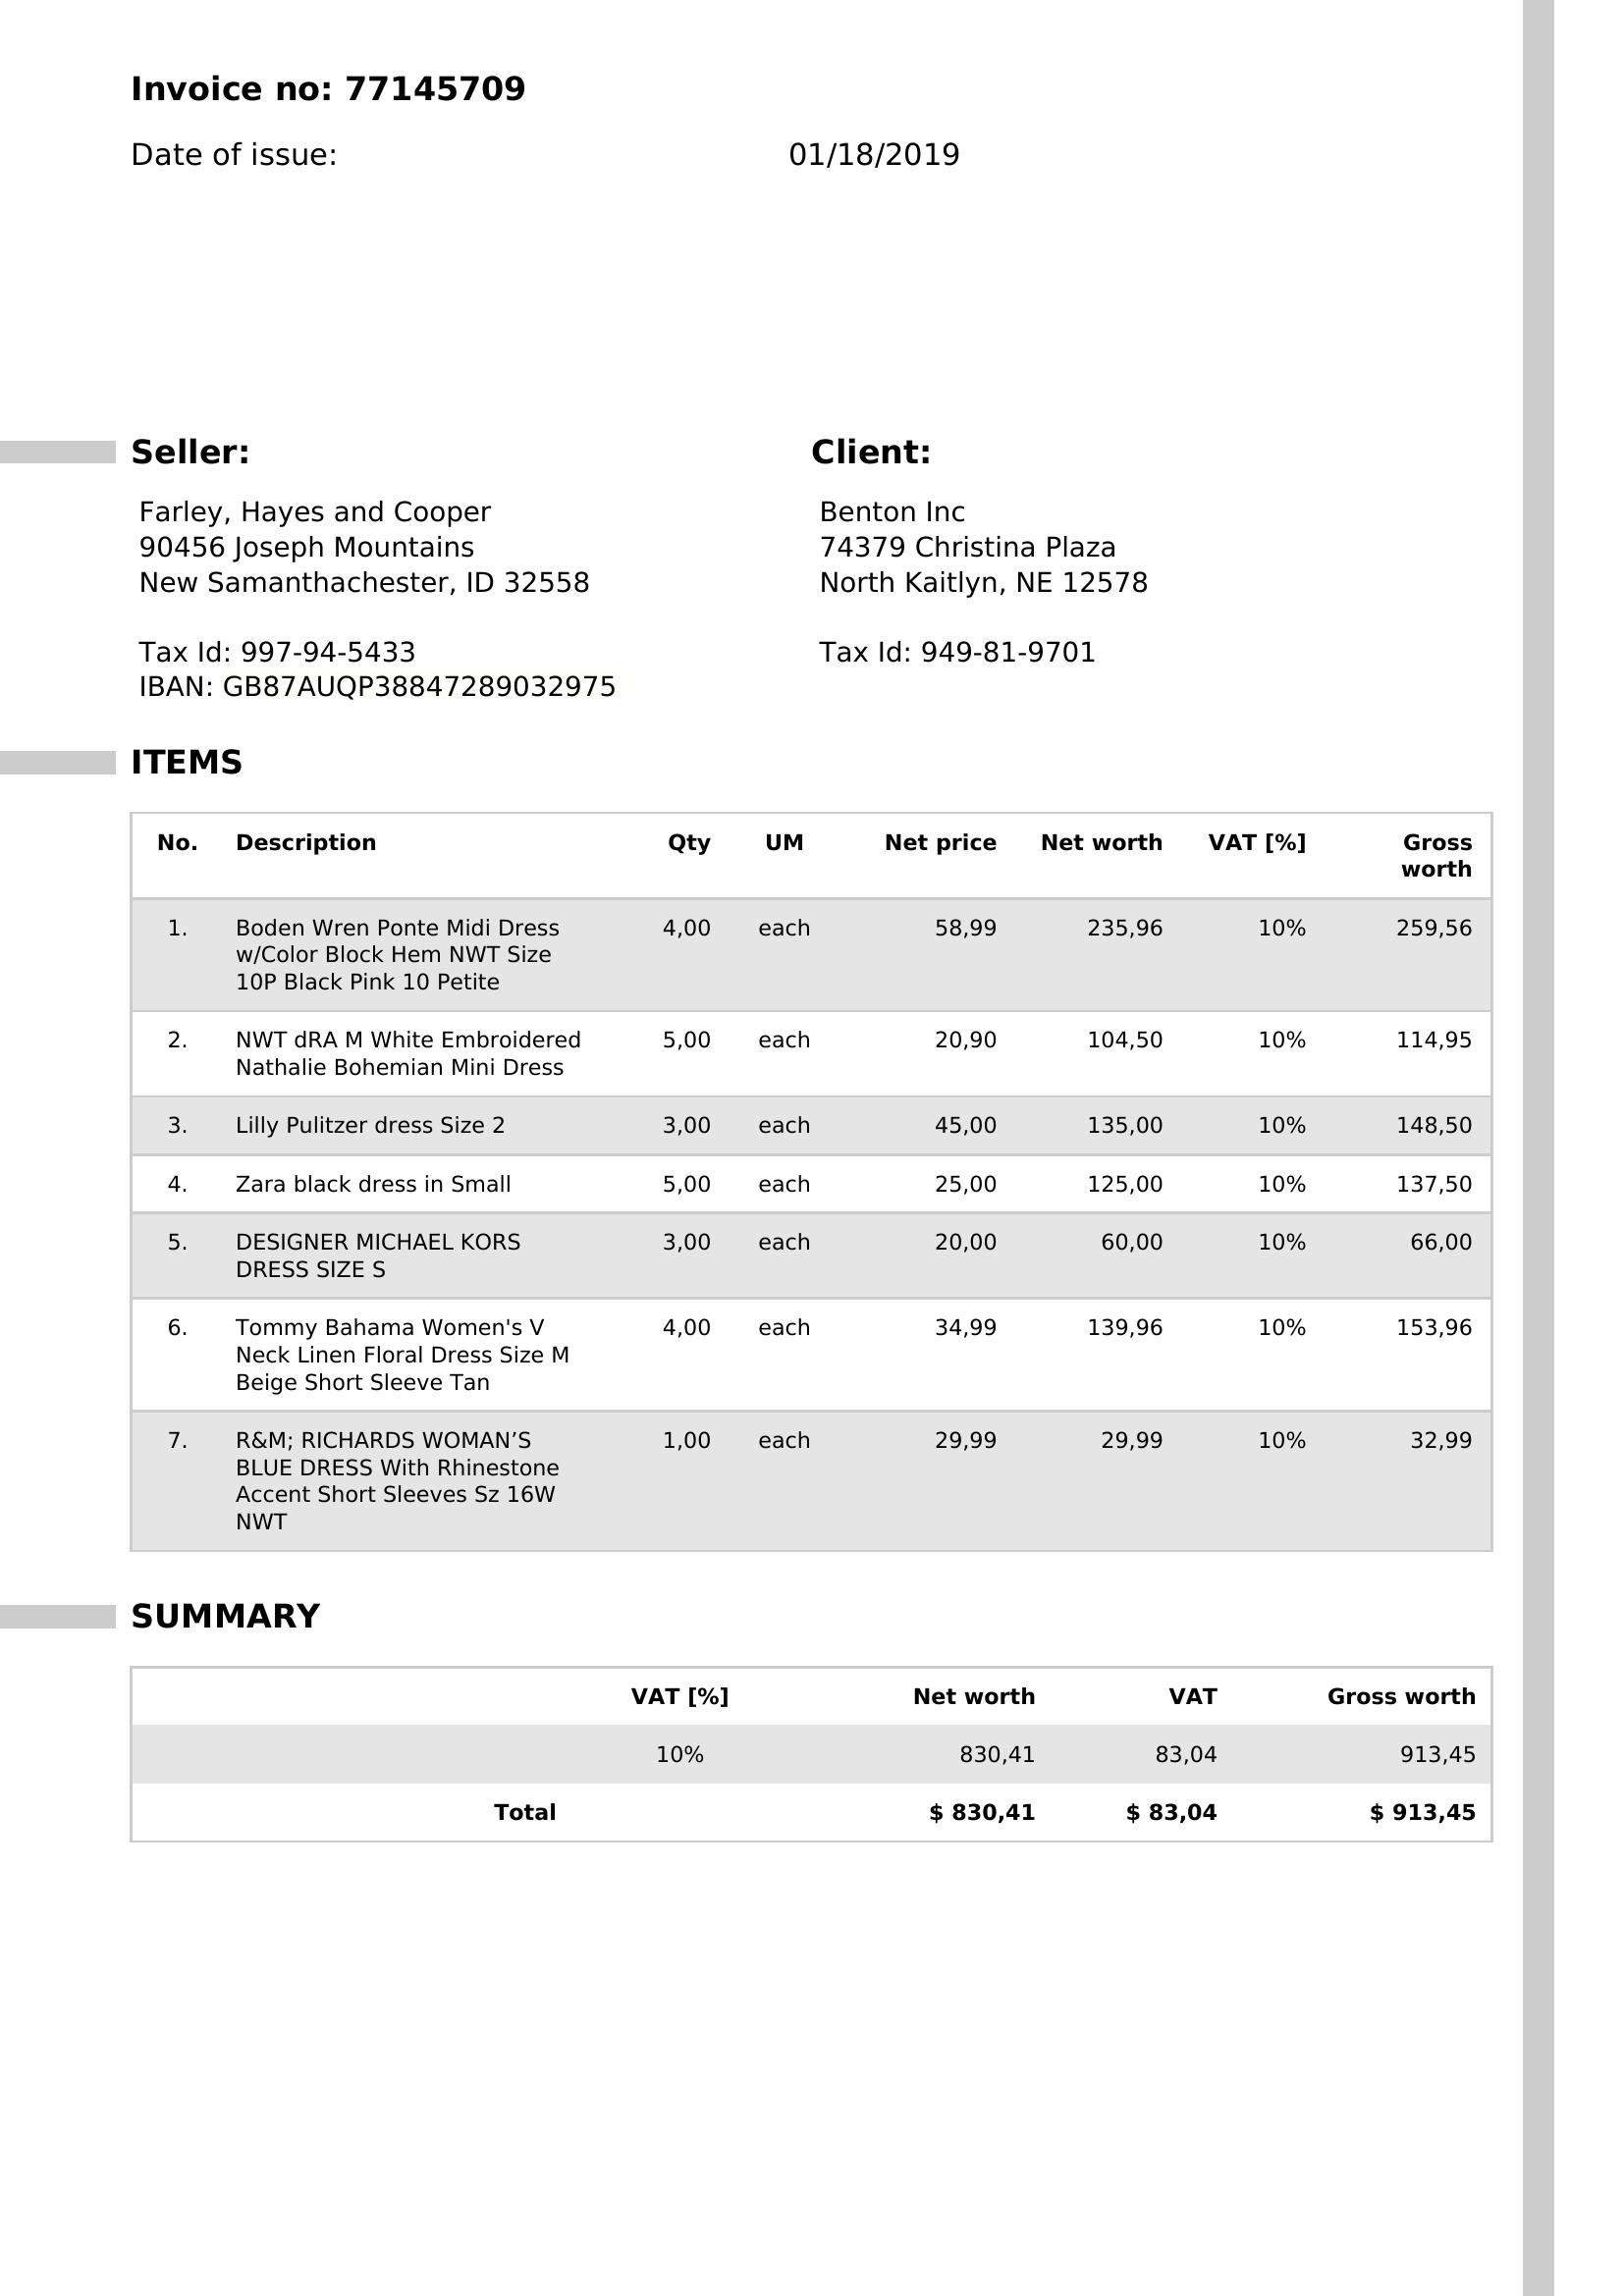 Invoice no: 77145709
Date of issue: 01/18/2019
Seller:
Farley, Hayes and Cooper
90456 Joseph Mountains
New Samanthachester, ID 32558
Tax Id: 997-94-5433
IBAN: GB87AUQP38847289032975
Client:
Benton Inc
74379 Christina Plaza
North Kaitlyn, NE 12578
Tax Id: 949-81-9701
ITEMS
No. Description Qty UM Net price Net worth VAT [%] Gross
worth
1. Boden Wren Ponte Midi Dress 4,00 each 58,99 235,96 10% 259,56
w/Color Block Hem NWT Size
10P Black Pink 10 Petite
2. NWT dRA M White Embroidered 5,00 each 20,90 104,50 10% 114,95
Nathalie Bohemian Mini Dress
3. Lilly Pulitzer dress Size 2 3,00 each 45,00 135,00 10% 148,50
4. Zara black dress in Small 5,00 each 25,00 125,00 10% 137,50
5. DESIGNER MICHAEL KORS 3,00 each 20,00 60,00 10% 66,00
DRESS SIZE S
6. Tommy Bahama Women's V 4,00 each 34,99 139,96 10% 153,96
Neck Linen Floral Dress Size M
Beige Short Sleeve Tan
7. R&M; RICHARDS WOMAN’S 1,00 each 29,99 29,99 10% 32,99
BLUE DRESS With Rhinestone
Accent Short Sleeves Sz 16W
NWT
SUMMARY
VAT [%] Net worth VAT Gross worth
10% 830,41 83,04 913,45
Total $ 830,41 $ 83,04 $ 913,45